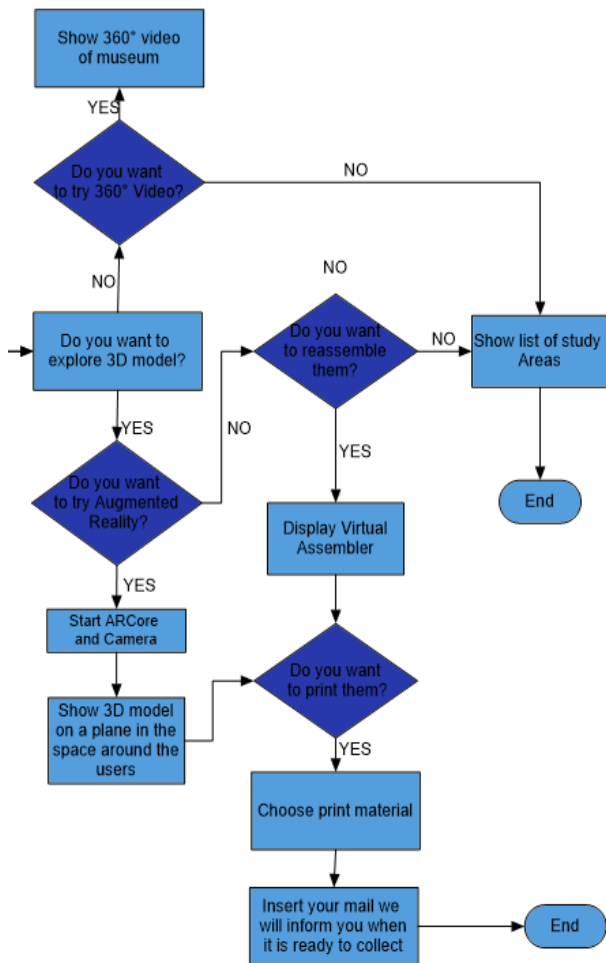 Show 360° video
of museum
YES
Do you want
to try 360° Video?
NO
NO
Do you want to
explore 3D model?
NO
Do you want
to reassemble
them?
NO
Show list of study
Areas
YES
NO
Do you want
to try Augmented
Reality?
YES
End
Display Virtual
Assembler
YES
Start ARCore
and Camera
Do you want
to print them?
Show 3D model
on a plane in the
space around the
users
YES
Choose print material
Insert your mail we
will inform you when
it is ready to collect
End